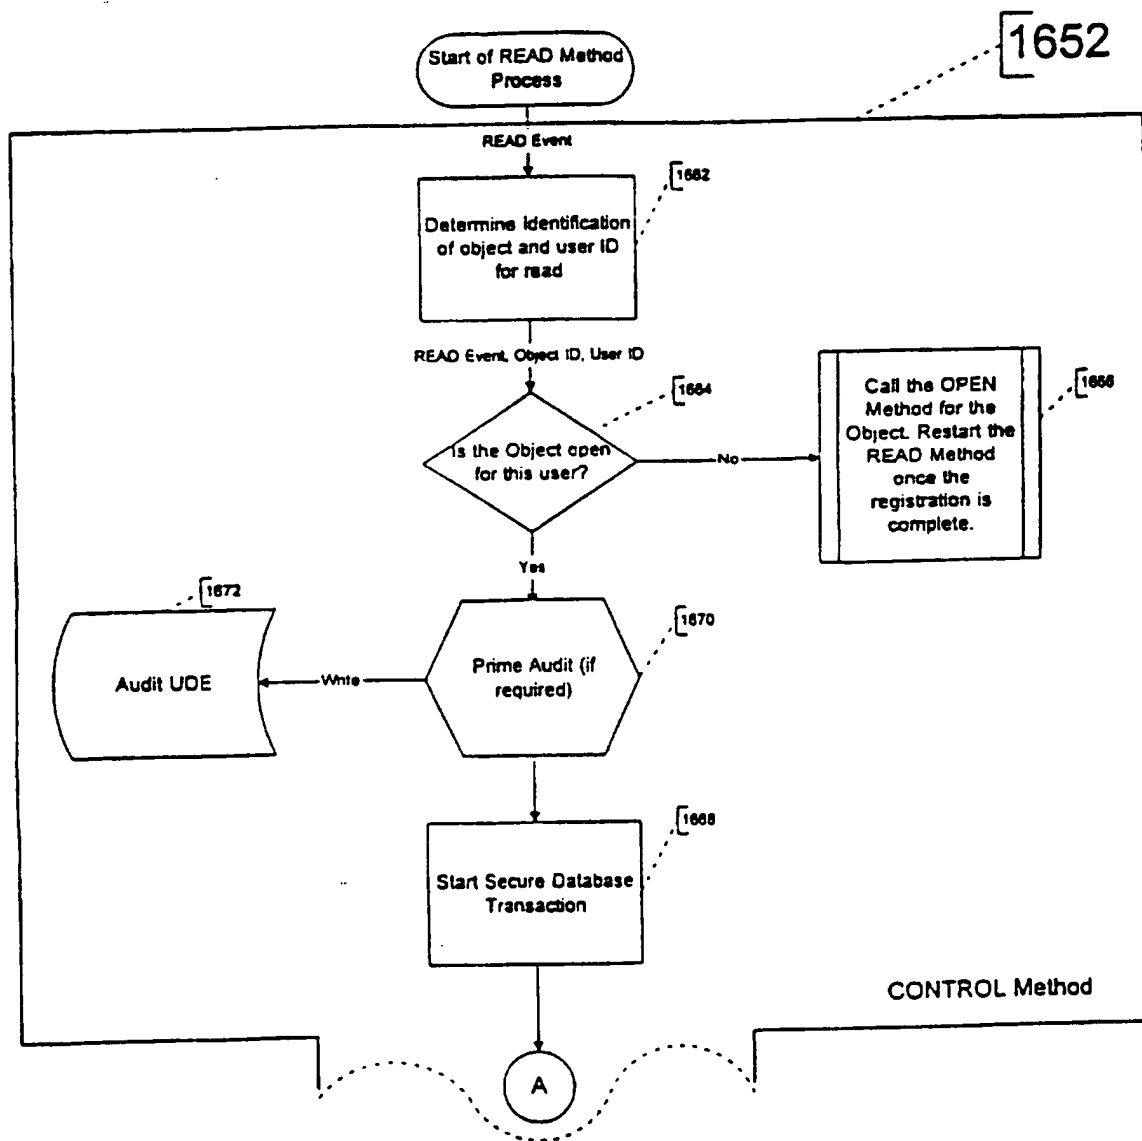 1652
Start of READ Method
Process
READ Event
1662
Determine Identification
of object and user ID
for read
READ Event, Object ID, User ID
1664
Is the Object open
for this user?
No
1666
Call the OPEN
Method for the
Object. Restart the
READ Method
once the
registration is
complete.
Yes
1672
Audit UDE
Write
1670
Prime Audit (if
required)
1668
Start Secure Database
Transaction
CONTROL Method
A